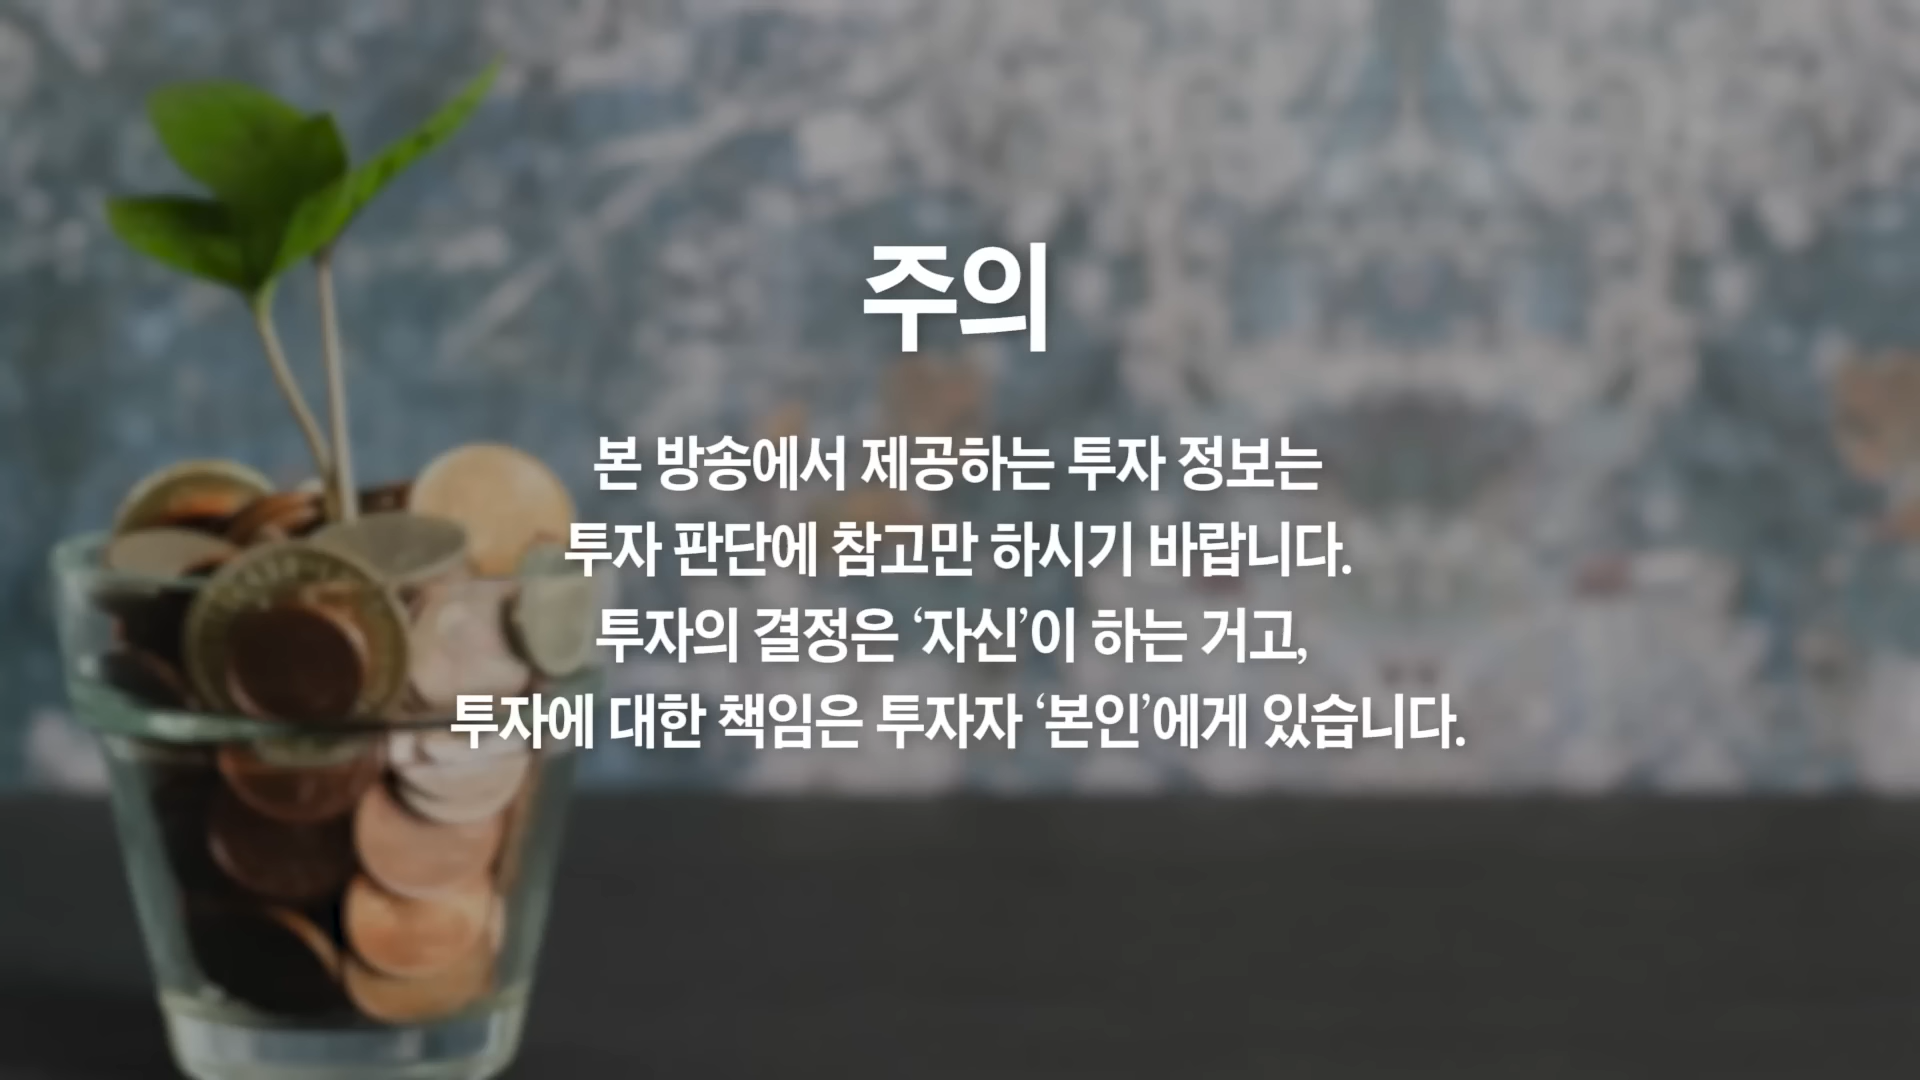 주의
본 방송에서 제공하는 투자 정보는
투자 판단에 참고만 하시기 바랍니다.
투자의 결정은 ‘자신’이 하는 거고,
투자에 대한 책임은 투자자 ‘본인’에게 있습니다.